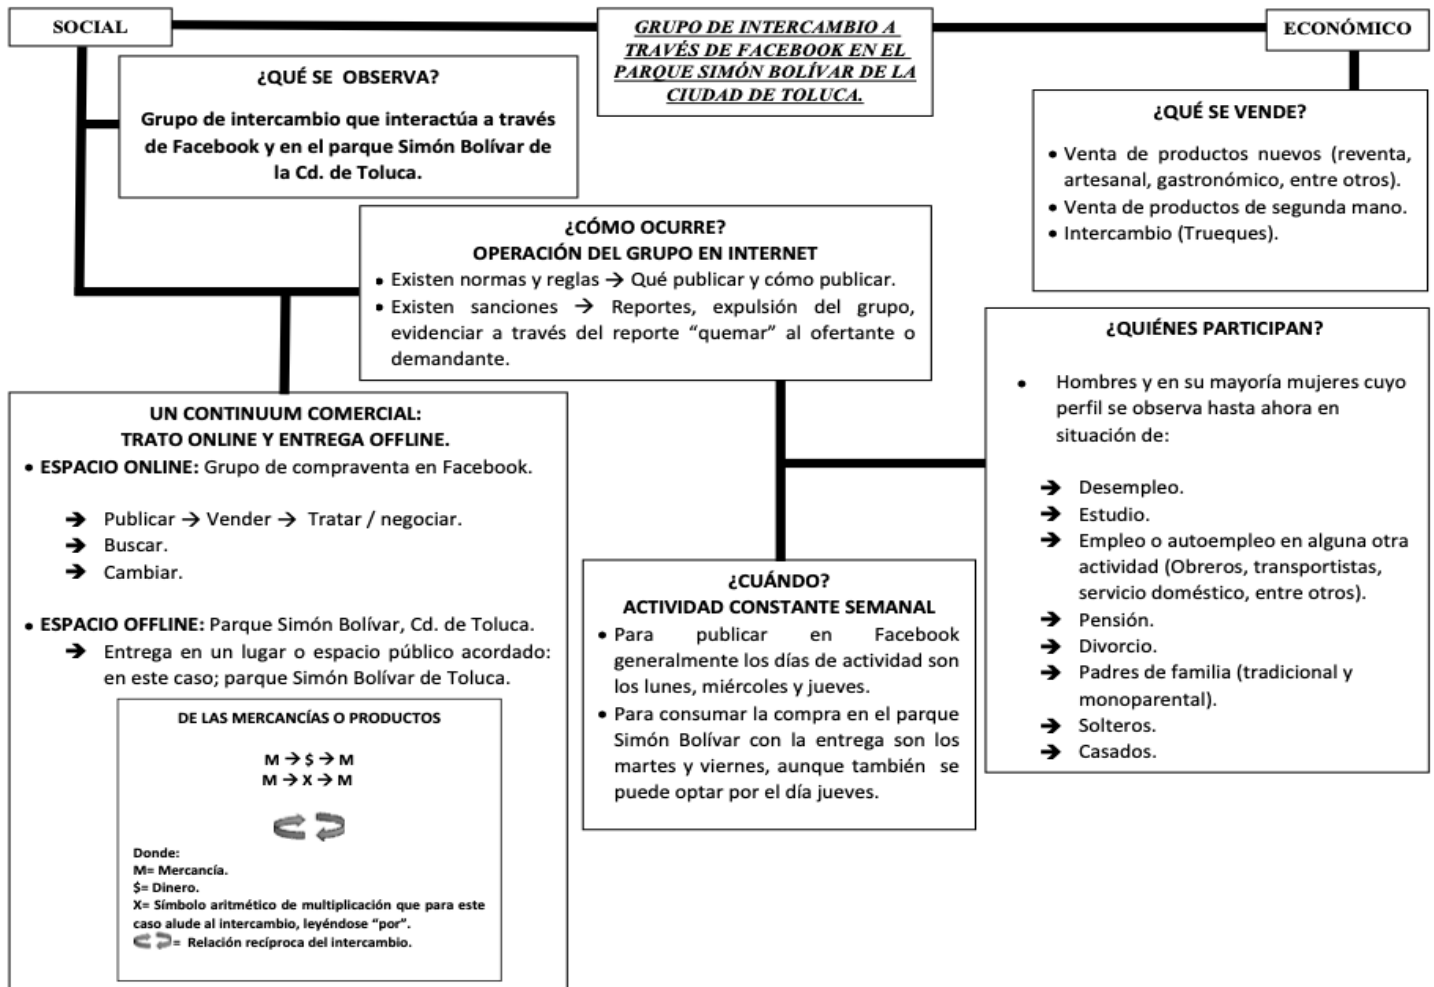 SOCIAL
GRUPO DE INTERCAMBIO A
TRAVÉS DE FACEBOOK EN EL
PARQUE SIMÓN BOLÍVAR DE LA
CIUDAD DE TOLUCA.
ECONÓMICO
¿QUÉ SE OBSERVA?
Grupo de intercambio que interactúa a través
de Facebook y en el parque Simón Bolívar de
la Cd. de Toluca.
¿QUÉ SE VENDE?
• Venta de productos nuevos (reventa,
artesanal, gastronómico, entre otros).
• Venta de productos de segunda mano.
• Intercambio (Trueques).
¿CÓMO OCURRE?
OPERACIÓN DEL GRUPO EN INTERNET
• Existen normas y reglas → Qué publicar y cómo publicar.
• Existen sanciones → Reportes, expulsión del grupo,
evidenciar a través del reporte “quemar” al ofertante o
demandante.
¿QUIÉNES PARTICIPAN?
• Hombres y en su mayoría mujeres cuyo
perfil se observa hasta ahora en
situación de:
→ Desempleo.
→ Estudio.
→ Empleo o autoempleo en alguna otra
actividad (Obreros, transportistas,
servicio doméstico, entre otros).
→ Pensión.
→ Divorcio.
→ Padres de familia (tradicional y
monoparental).
→ Solteros.
→ Casados.
UN CONTINUUM COMERCIAL:
TRATO ONLINE Y ENTREGA OFFLINE.
• ESPACIO ONLINE: Grupo de compraventa en Facebook.
→ Publicar → Vender → Tratar / negociar.
→ Buscar.
→ Cambiar.
• ESPACIO OFFLINE: Parque Simón Bolívar, Cd. de Toluca.
→ Entrega en un lugar o espacio público acordado:
en este caso; parque Simón Bolívar de Toluca.
DE LAS MERCANCÍAS O PRODUCTOS
M → $ → M
M → X → M
Donde:
M= Mercancía.
$= Dinero.
X= Símbolo aritmético de multiplicación que para este
caso alude al intercambio, leyéndose “por”.
= Relación recíproca del intercambio.
¿CUÁNDO?
ACTIVIDAD CONSTANTE SEMANAL
• Para publicar en Facebook
generalmente los días de actividad son
los lunes, miércoles y jueves.
• Para consumar la compra en el parque
Simón Bolívar con la entrega son los
martes y viernes, aunque también se
puede optar por el día jueves.